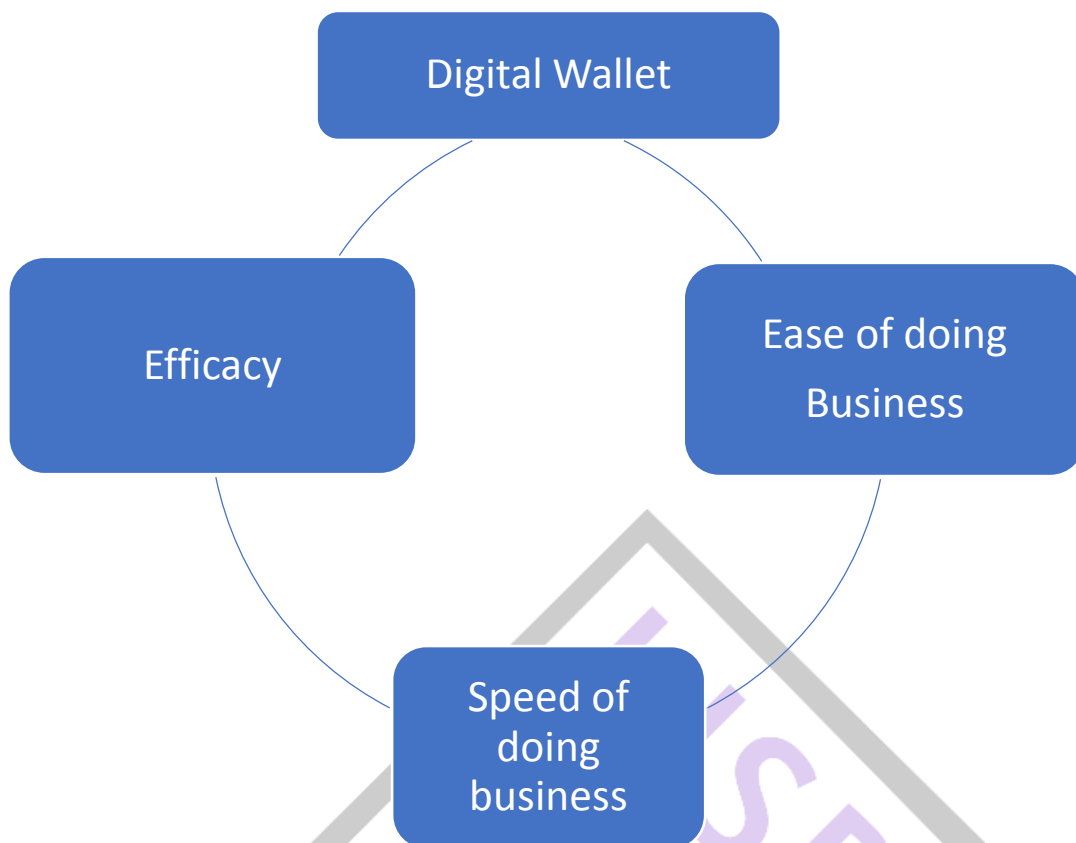 Digital Wallet
Efficacy
Ease of doing
Business
Speed of
doing
business